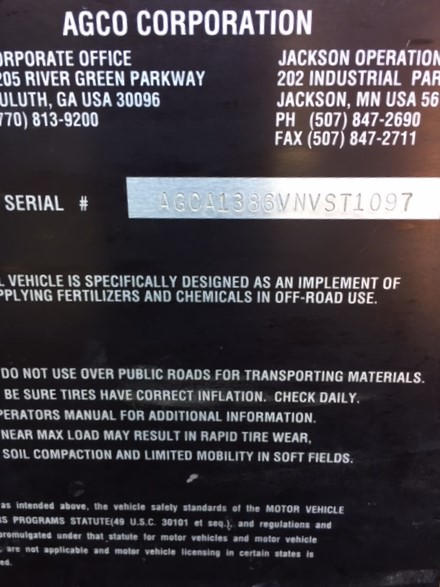 AGCO CORPORATION
ORPORATE OFFICE
205 RIVER GREEN PARKWAY
ULUTH, GA USA 30096
770) 813-9200
JACKSON OPERATION
202 INDUSTRIAL PAR
JACKSON, MN USA 56
PH (507) 847-2690
FAX (507) 847-2711
SERIAL # AGCA1386VNVST1097
L VEHICLE IS SPECIFICALLY DESIGNED AS AN IMPLEMENT OF
PPLYING FERTILIZERS AND CHEMICALS IN OFF-ROAD USE.
DO NOT USE OVER PUBLIC ROADS FOR TRANSPORTING MATERIALS.
BE SURE TIRES HAVE CORRECT INFLATION. CHECK DAILY.
PERATORS MANUAL FOR ADDITIONAL INFORMATION.
NEAR MAX LOAD MAY RESULT IN RAPID TIRE WEAR,
SOIL COMPACTION AND LIMITED MOBILITY IN SOFT FIELDS.
as intended above, the vehicle safety standards of the MOTOR VEHICLE
RS PROGRAMS STATUTE(49 U.S.C. 30101 et seq.), and regulations and
promulgated under that statute for motor vehicles and motor vehicle
, are not applicable and motor vehicle licensing in certain states is
ed.